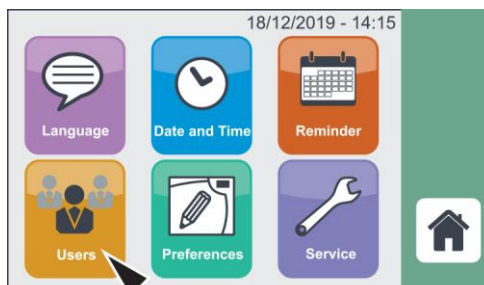 18/12/2019 - 14:15
Language
Date and Time
Reminder
Users
Preferences
Service